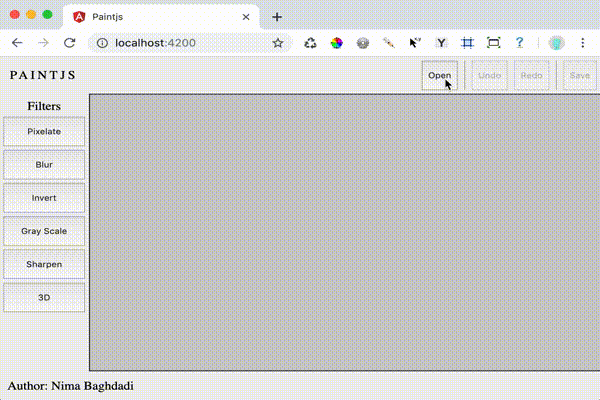 Paintjs
localhost:4200
PAINTJS
Open
Undo
Redo
Save
Filters
Pixelate
Blur
Invert
Gray Scale
Sharpen
3D
Author: Nima Baghdadi